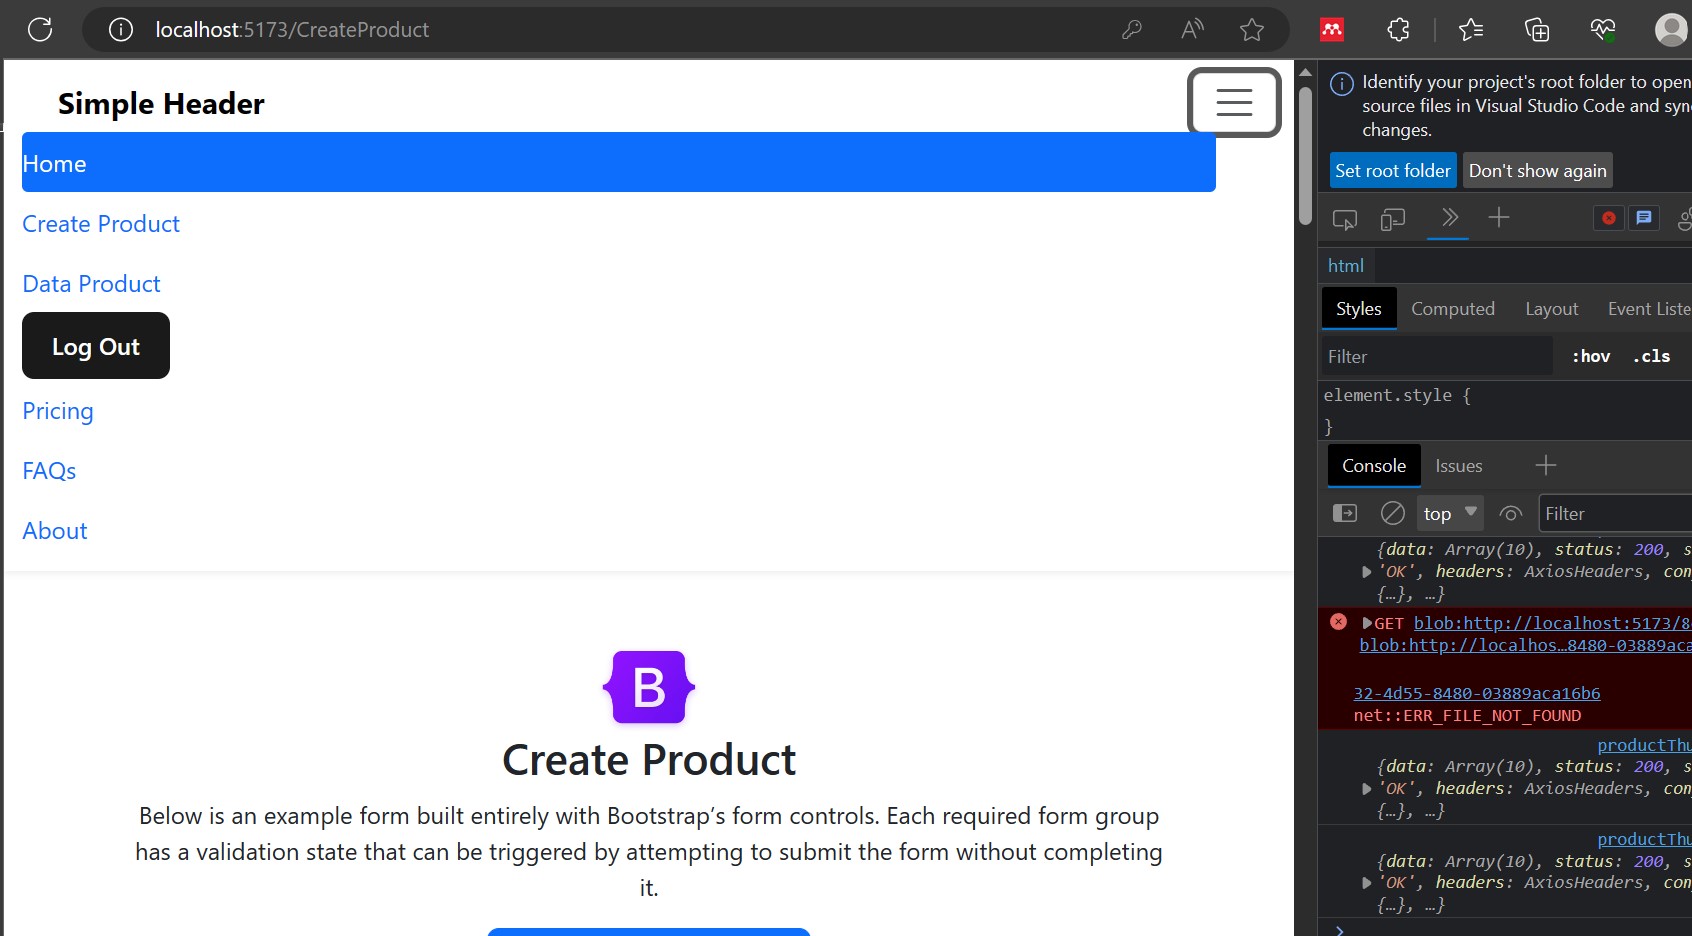 localhost:5173/CreateProduct
Simple Header
Home
Create Product
Data Product
Log Out
Pricing
FAQs
About
B
Create Product
Below is an example form built entirely with Bootstrap’s form controls. Each required form group
has a validation state that can be triggered by attempting to submit the form without completing
it.
Identify your project's root folder to open
source files in Visual Studio Code and syn
changes.
Set root folder Don't show again
html
Styles Computed Layout Event Liste
Filter :hov .cls
element.style {
}
Console Issues
top Filter
{data: Array(10), status: 200, s
'OK', headers: AxiosHeaders, con
{…}, …}
GET blob:http://localhost:5173/8
blob:http://localhos…8480-03889aca
32-4d55-8480-03889aca16b6
net::ERR_FILE_NOT_FOUND
productThu
{data: Array(10), status: 200, s
'OK', headers: AxiosHeaders, con
{…}, …}
productThu
{data: Array(10), status: 200, s
'OK', headers: AxiosHeaders, con
{…}, …}